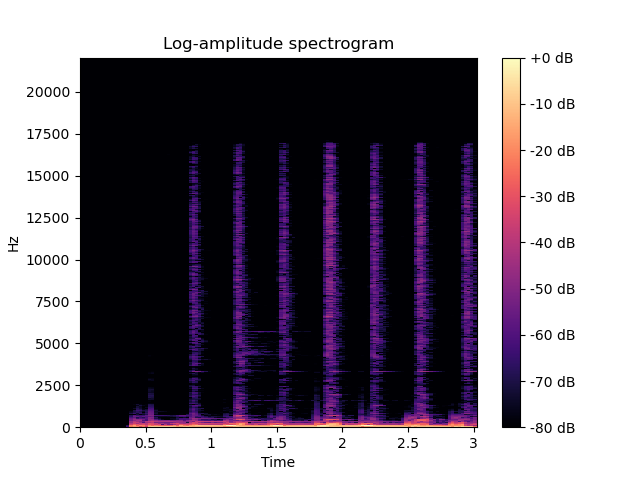 Log-amplitude spectrogram
20000
17500
15000
12500
10000
7500
5000
2500
0
Hz
0 0.5 1 1.5 2 2.5 3
Time
+0 dB
-10 dB
-20 dB
-30 dB
-40 dB
-50 dB
-60 dB
-70 dB
-80 dB